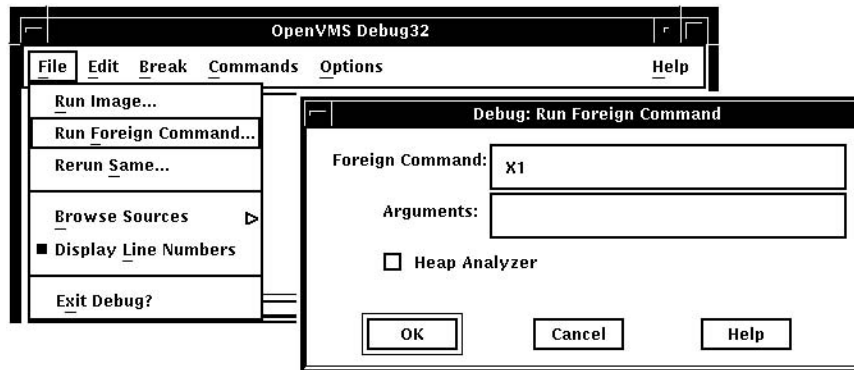 OpenVMS Debug32
File Edit Break Commands Options Help
Run Image...
Run Foreign Command...
Rerun Same...
Browse Sources
Display Line Numbers
Exit Debug?
Debug: Run Foreign Command
Foreign Command: X1
Arguments:
Heap Analyzer
OK Cancel Help